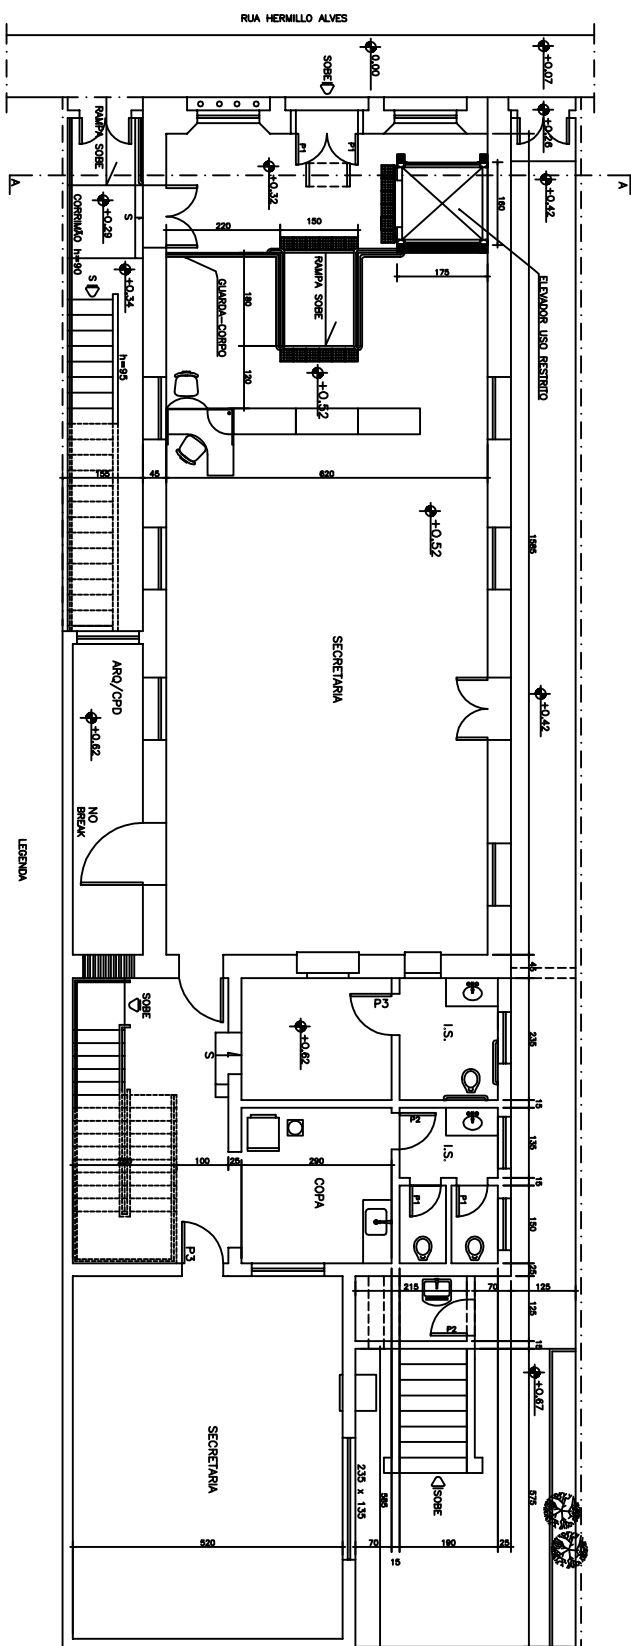 RUA HERMILLO ALVES
SOBE
0.00
+0.07
+0.26
RAMPA SOBE
P1
P1
A
A
+0.32
+0.42
180
S
+0.29
CORRIMÃO h=90
220
150
175
S
+0.34
GUARDA-CORPO
180
RAMPA SOBE
ELEVADOR USO RESTRITO
h=95
120
+0.52
155
45
620
+0.52
1585
SECRETARIA
ARQ/CPD
+0.62
+0.42
NO
BREAK
LEGENDA
45
SOBE
P3
I.S.
235
+0.62
S
15
P2
I.S.
135
100
25
290
COPA
15
P1
P1
150
P3
25
215
70
125
P2
125
15
+0.67
SECRETARIA
235 x 135
585
SOBE
575
520
70
15
190
25